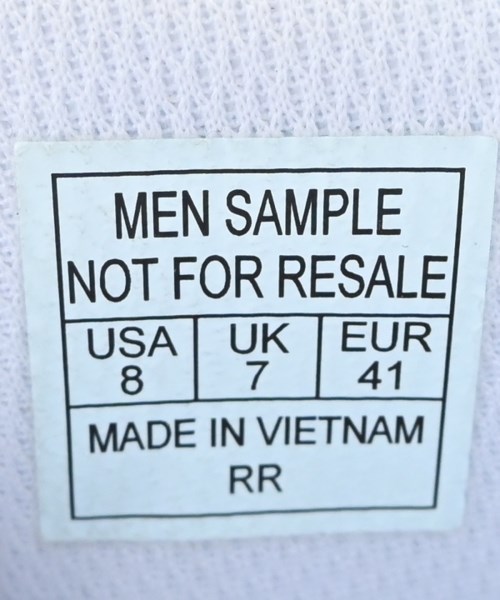 MEN SAMPLE
NOT FOR RESALE
USA UK EUR
8 7 41
MADE IN VIETNAM
RR